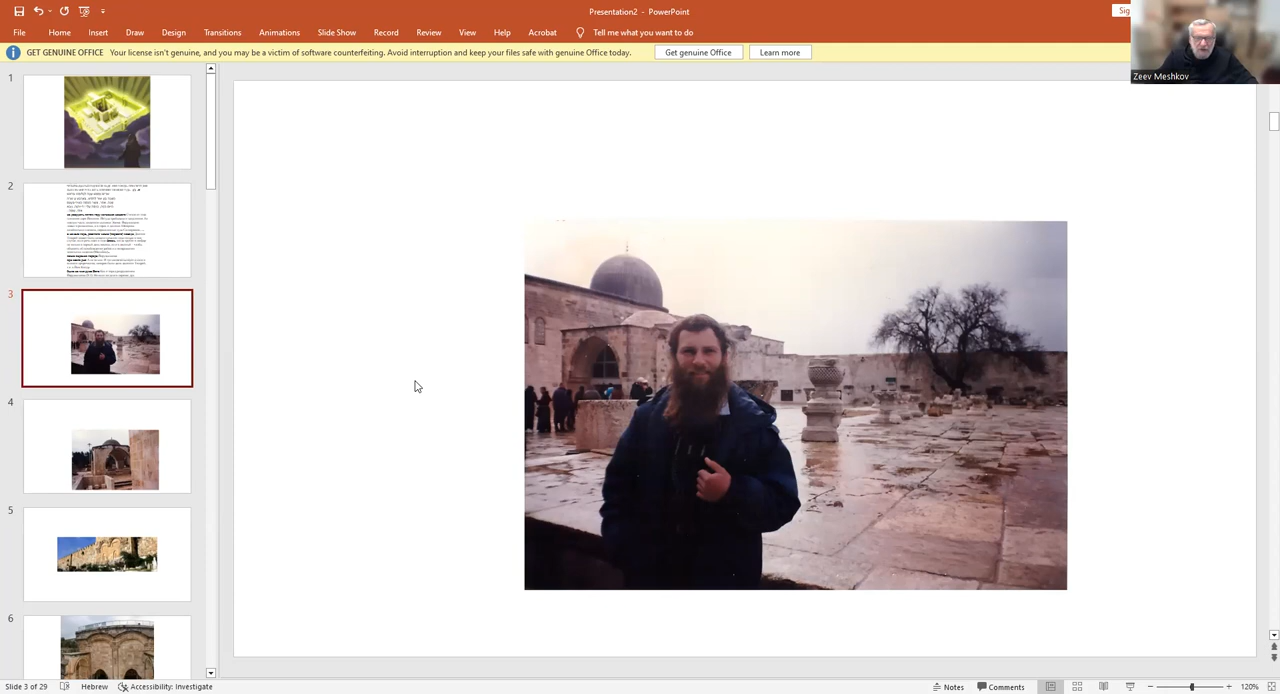 Presentation2 - PowerPoint
Sig
File Home Insert Draw Design Transitions Animations Slide Show Record Review View Help Acrobat Tell me what you want to do
GET GENUINE OFFICE Your license isn't genuine, and you may be a victim of software counterfeiting. Avoid interruption and keep your files safe with genuine Office today. Get genuine Office Learn more
Zeev Meshkov
1
2
3
4
5
6
Slide 3 of 29 Hebrew Accessibility: Investigate Notes Comments 120%